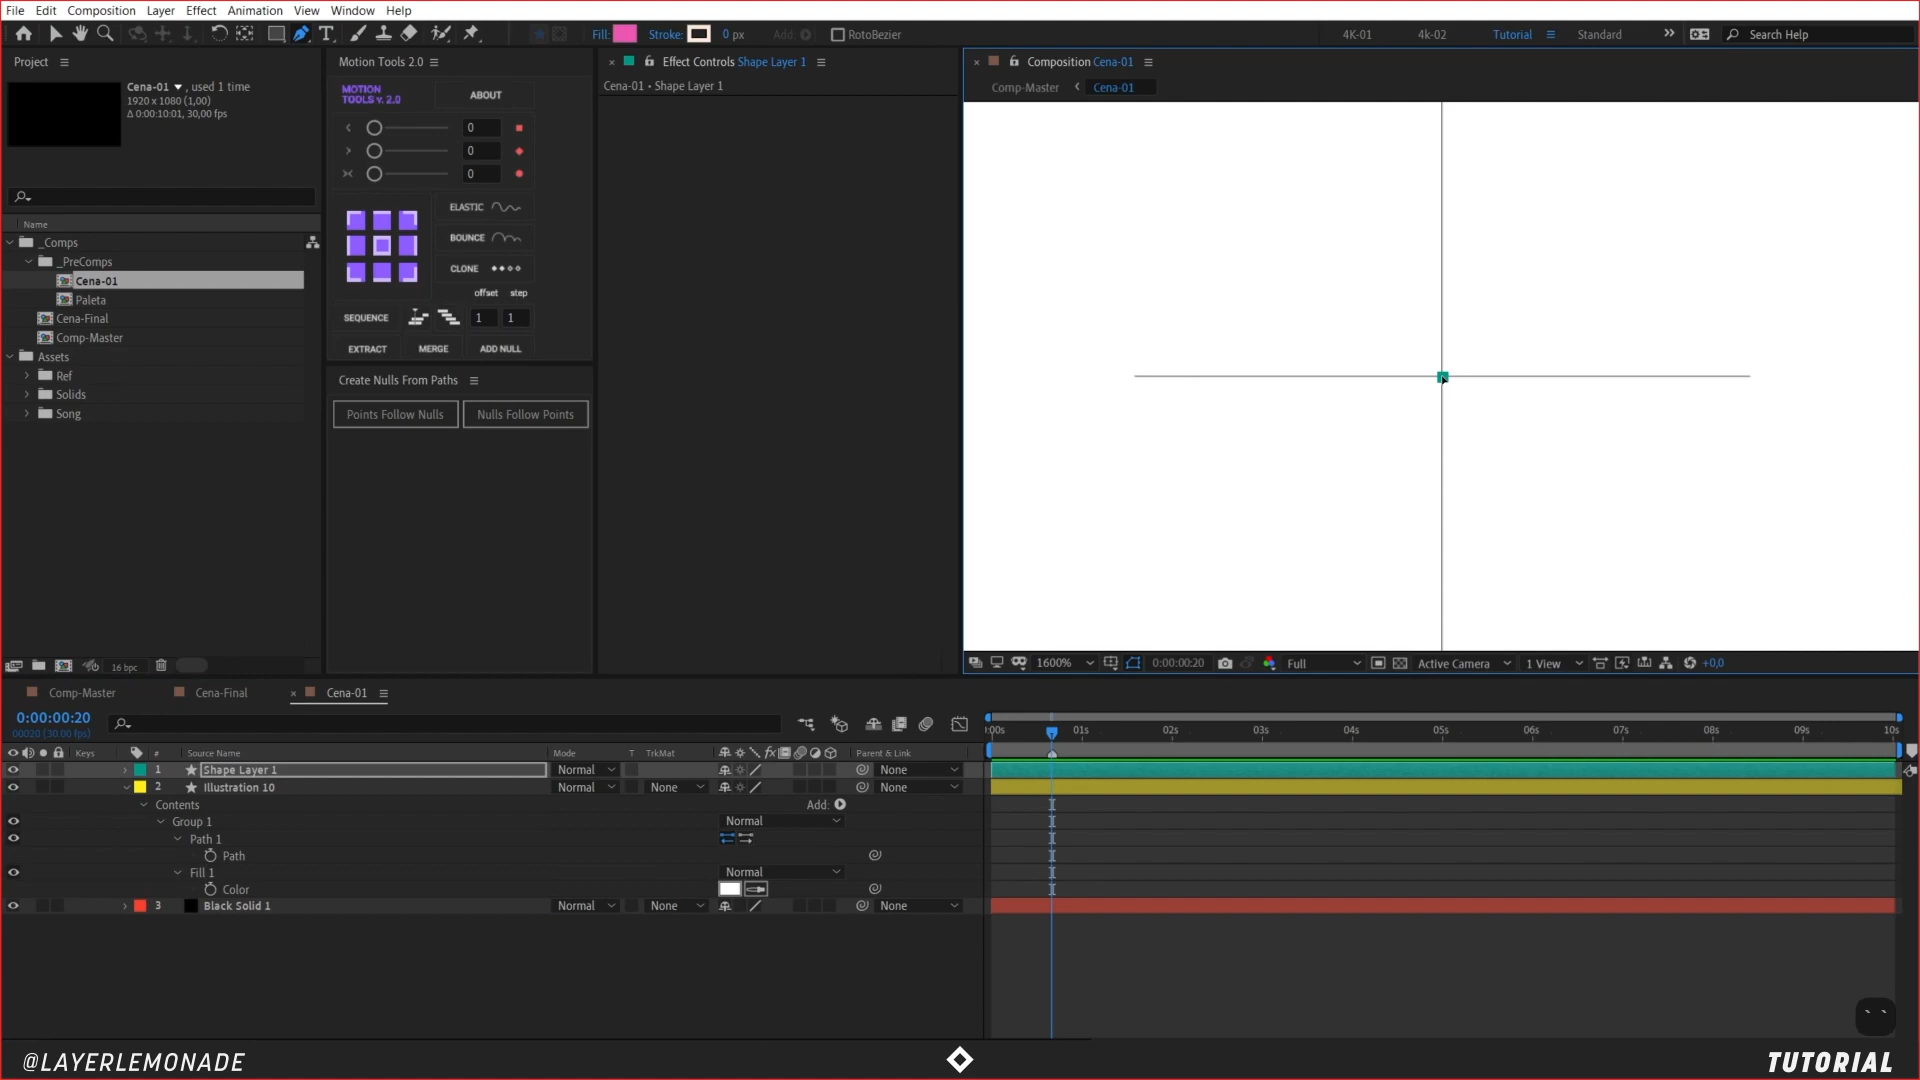 File Edit Composition Layer Effect Animation View Window Help
Fill: Stroke: 0 px Add: RotoBezier 4K-01 4k-02 Tutorial Standard Search Help
Project
Cena-01 , used 1 time
1920 x 1080 (1,00)
Δ 0:00:10:01, 30,00 fps
Name
_Comps
_PreComps
Cena-01
Paleta
Cena-Final
Comp-Master
Assets
Ref
Solids
Song
16 bpc
Motion Tools 2.0
MOTION
TOOLS v. 2.0
ABOUT
0
0
0
ELASTIC
BOUNCE
CLONE
offset step
SEQUENCE 1 1
EXTRACT MERGE ADD NULL
Create Nulls From Paths
Points Follow Nulls Nulls Follow Points
Effect Controls Shape Layer 1
Cena-01 • Shape Layer 1
Composition Cena-01
Comp-Master Cena-01
1600% 0:00:00:20 Full Active Camera 1 View +0,0
Comp-Master Cena-Final Cena-01
0:00:00:20
00020 (30.00 fps)
:00s 01s 02s 03s 04s 05s 06s 07s 08s 09s 10s
Keys # Source Name Mode T TrkMat Parent & Link
1 Shape Layer 1 Normal None
2 Illustration 10 Normal None None
Contents Add:
Group 1 Normal
Path 1
Path
Fill 1 Normal
Color
3 Black Solid 1 Normal None None
@LAYERLEMONADE
TUTORIAL